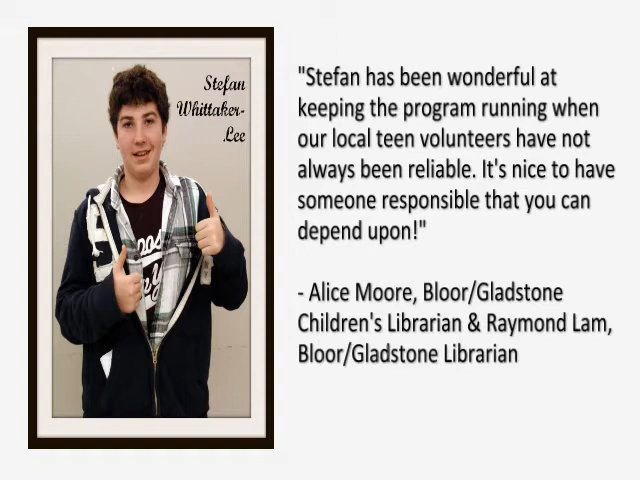 Stefan
Whittaker-
Lee
"Stefan has been wonderful at
keeping the program running when
our local teen volunteers have not
always been reliable. It's nice to have
someone responsible that you can
depend upon!"
- Alice Moore, Bloor/Gladstone
Children's Librarian & Raymond Lam,
Bloor/Gladstone Librarian